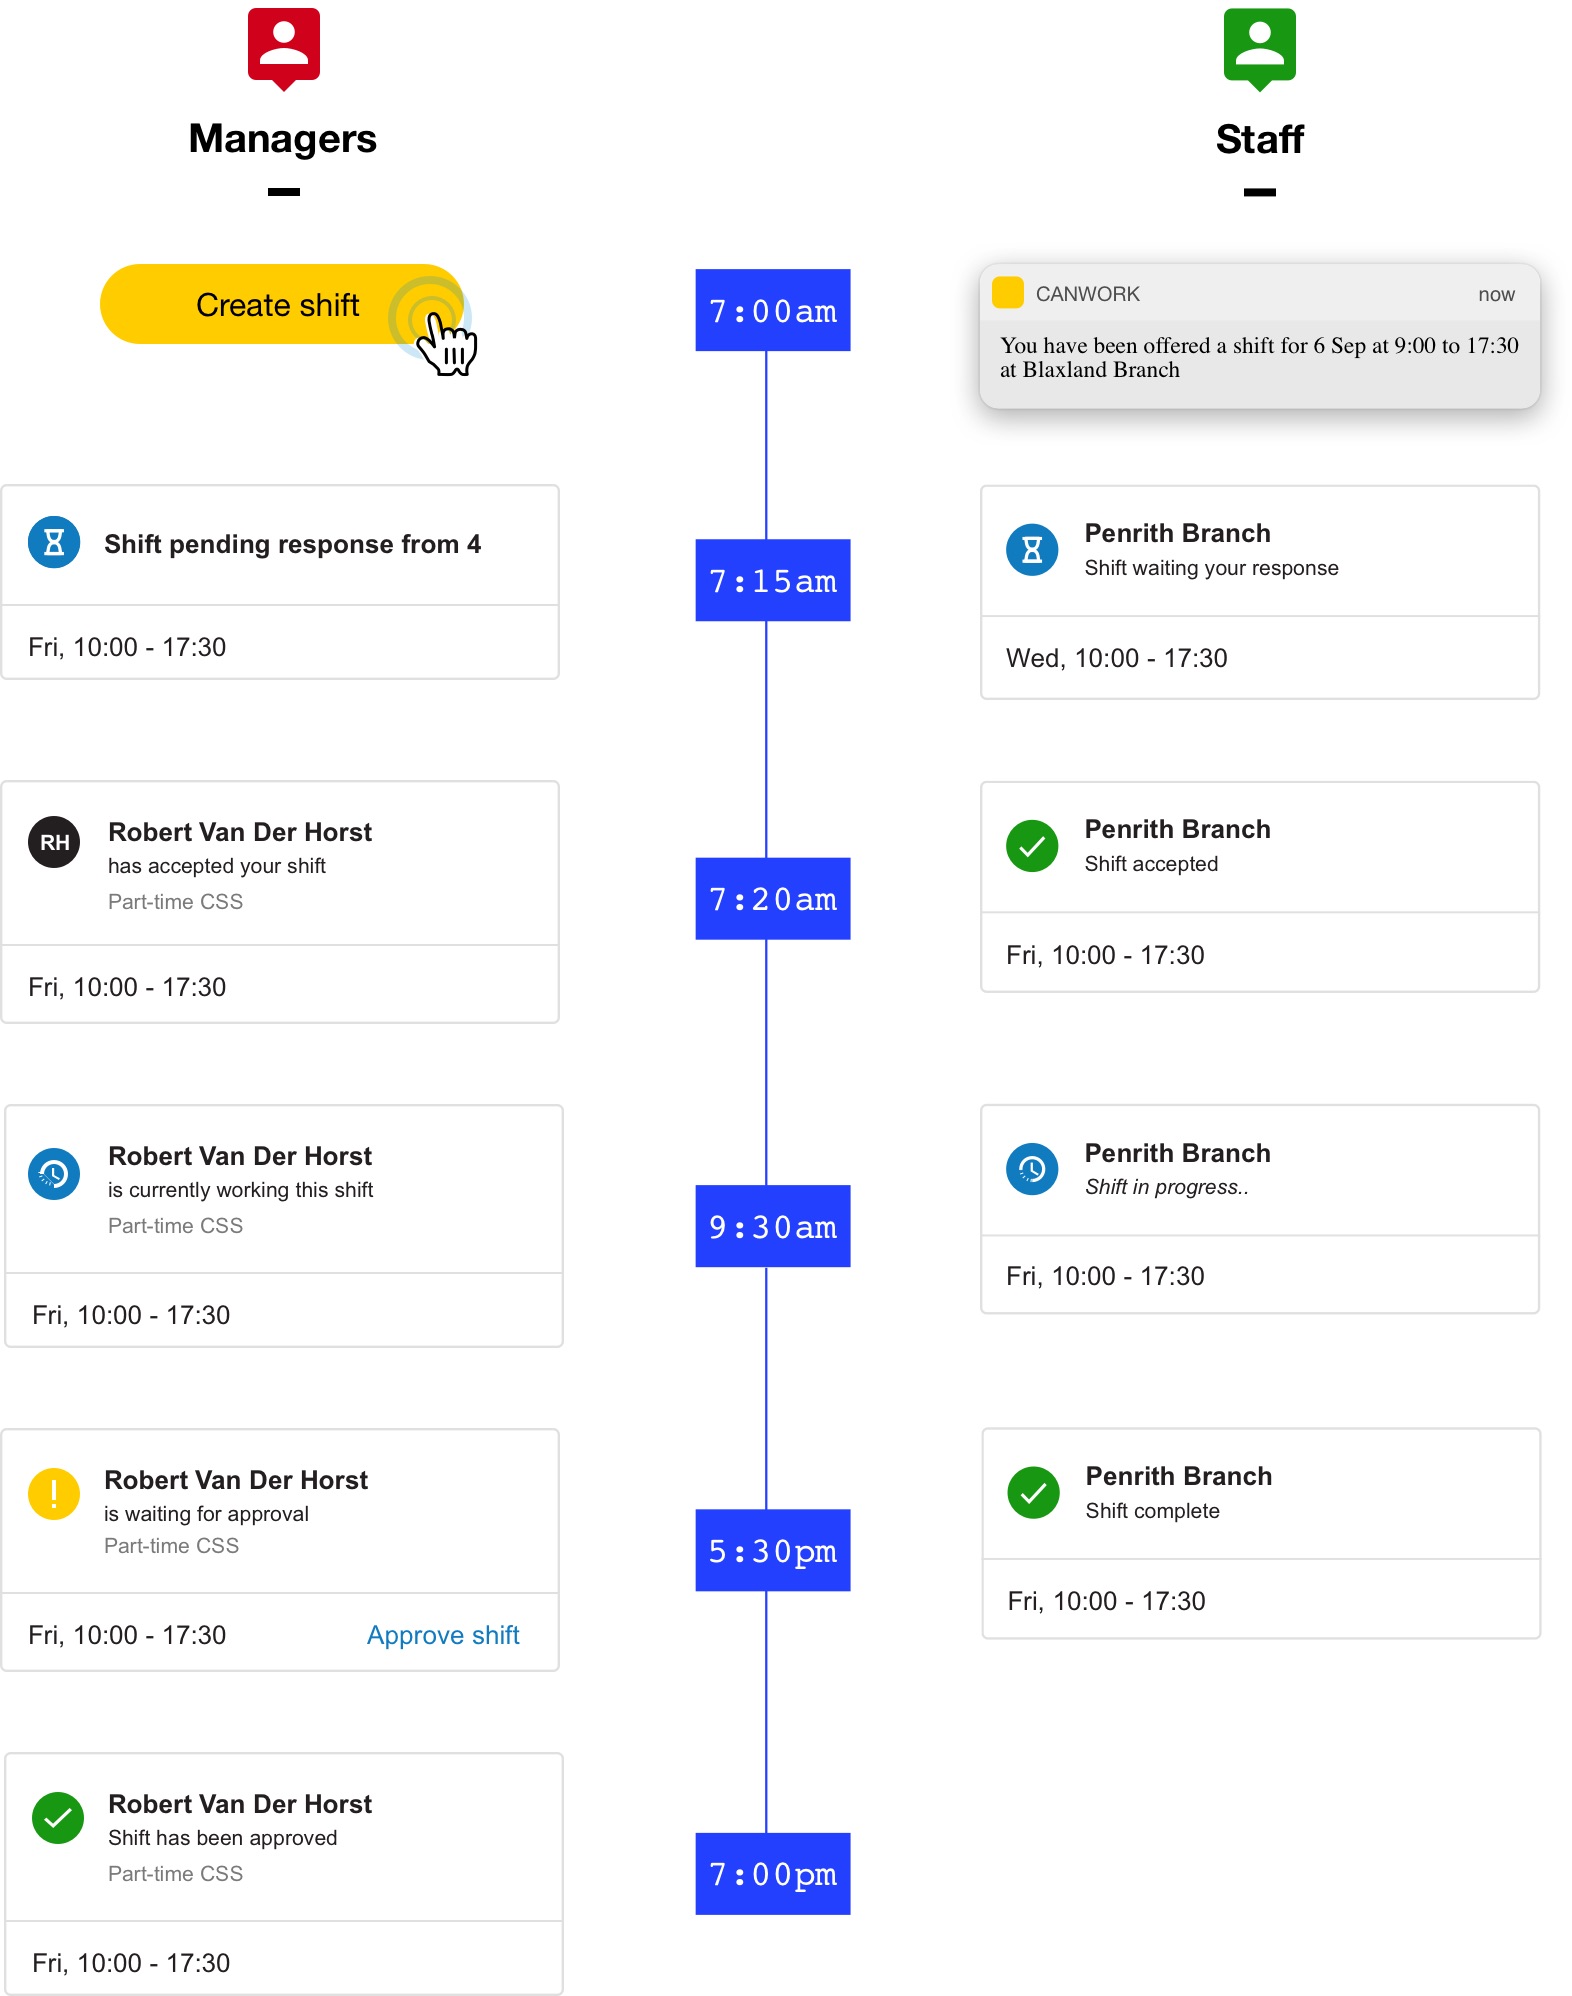 Managers
Staff
Create shift
7:00am
CANWORK
now
You have been offered a shift for 6 Sep at 9:00 to 17:30
at Blaxland Branch
Shift pending response from 4
Fri, 10:00 - 17:30
7:15am
Penrith Branch
Shift waiting your response
Wed, 10:00 - 17:30
RH
Robert Van Der Horst
has accepted your shift
Part-time CSS
Fri, 10:00 - 17:30
7:20am
Penrith Branch
Shift accepted
Fri, 10:00 - 17:30
Robert Van Der Horst
is currently working this shift
Part-time CSS
Fri, 10:00 - 17:30
9:30am
Penrith Branch
Shift in progress..
Fri, 10:00 - 17:30
Robert Van Der Horst
is waiting for approval
Part-time CSS
Fri, 10:00 - 17:30
Approve shift
5:30pm
Penrith Branch
Shift complete
Fri, 10:00 - 17:30
Robert Van Der Horst
Shift has been approved
Part-time CSS
Fri, 10:00 - 17:30
7:00pm